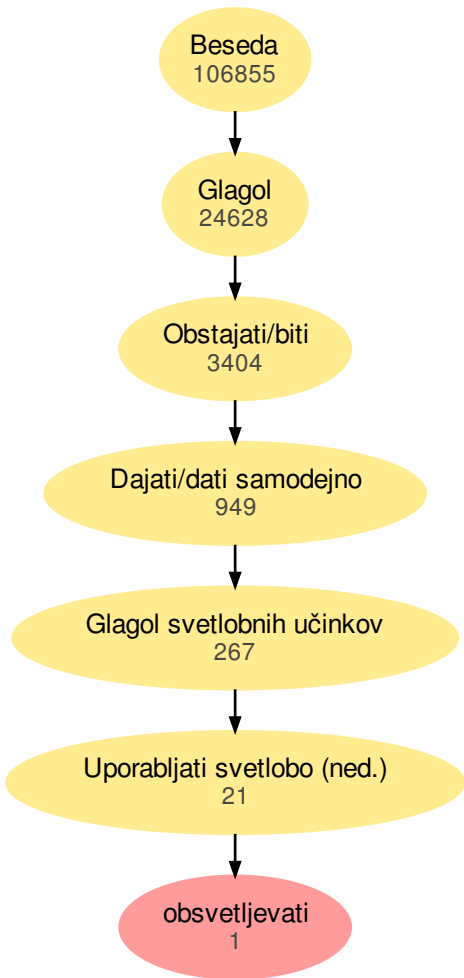 Beseda
106855
Glagol
24628
Obstajati/biti
3404
Dajati/dati samodejno
949
Glagol svetlobnih učinkov
267
Uporabljati svetlobo (ned.)
21
obsvetljevati
1